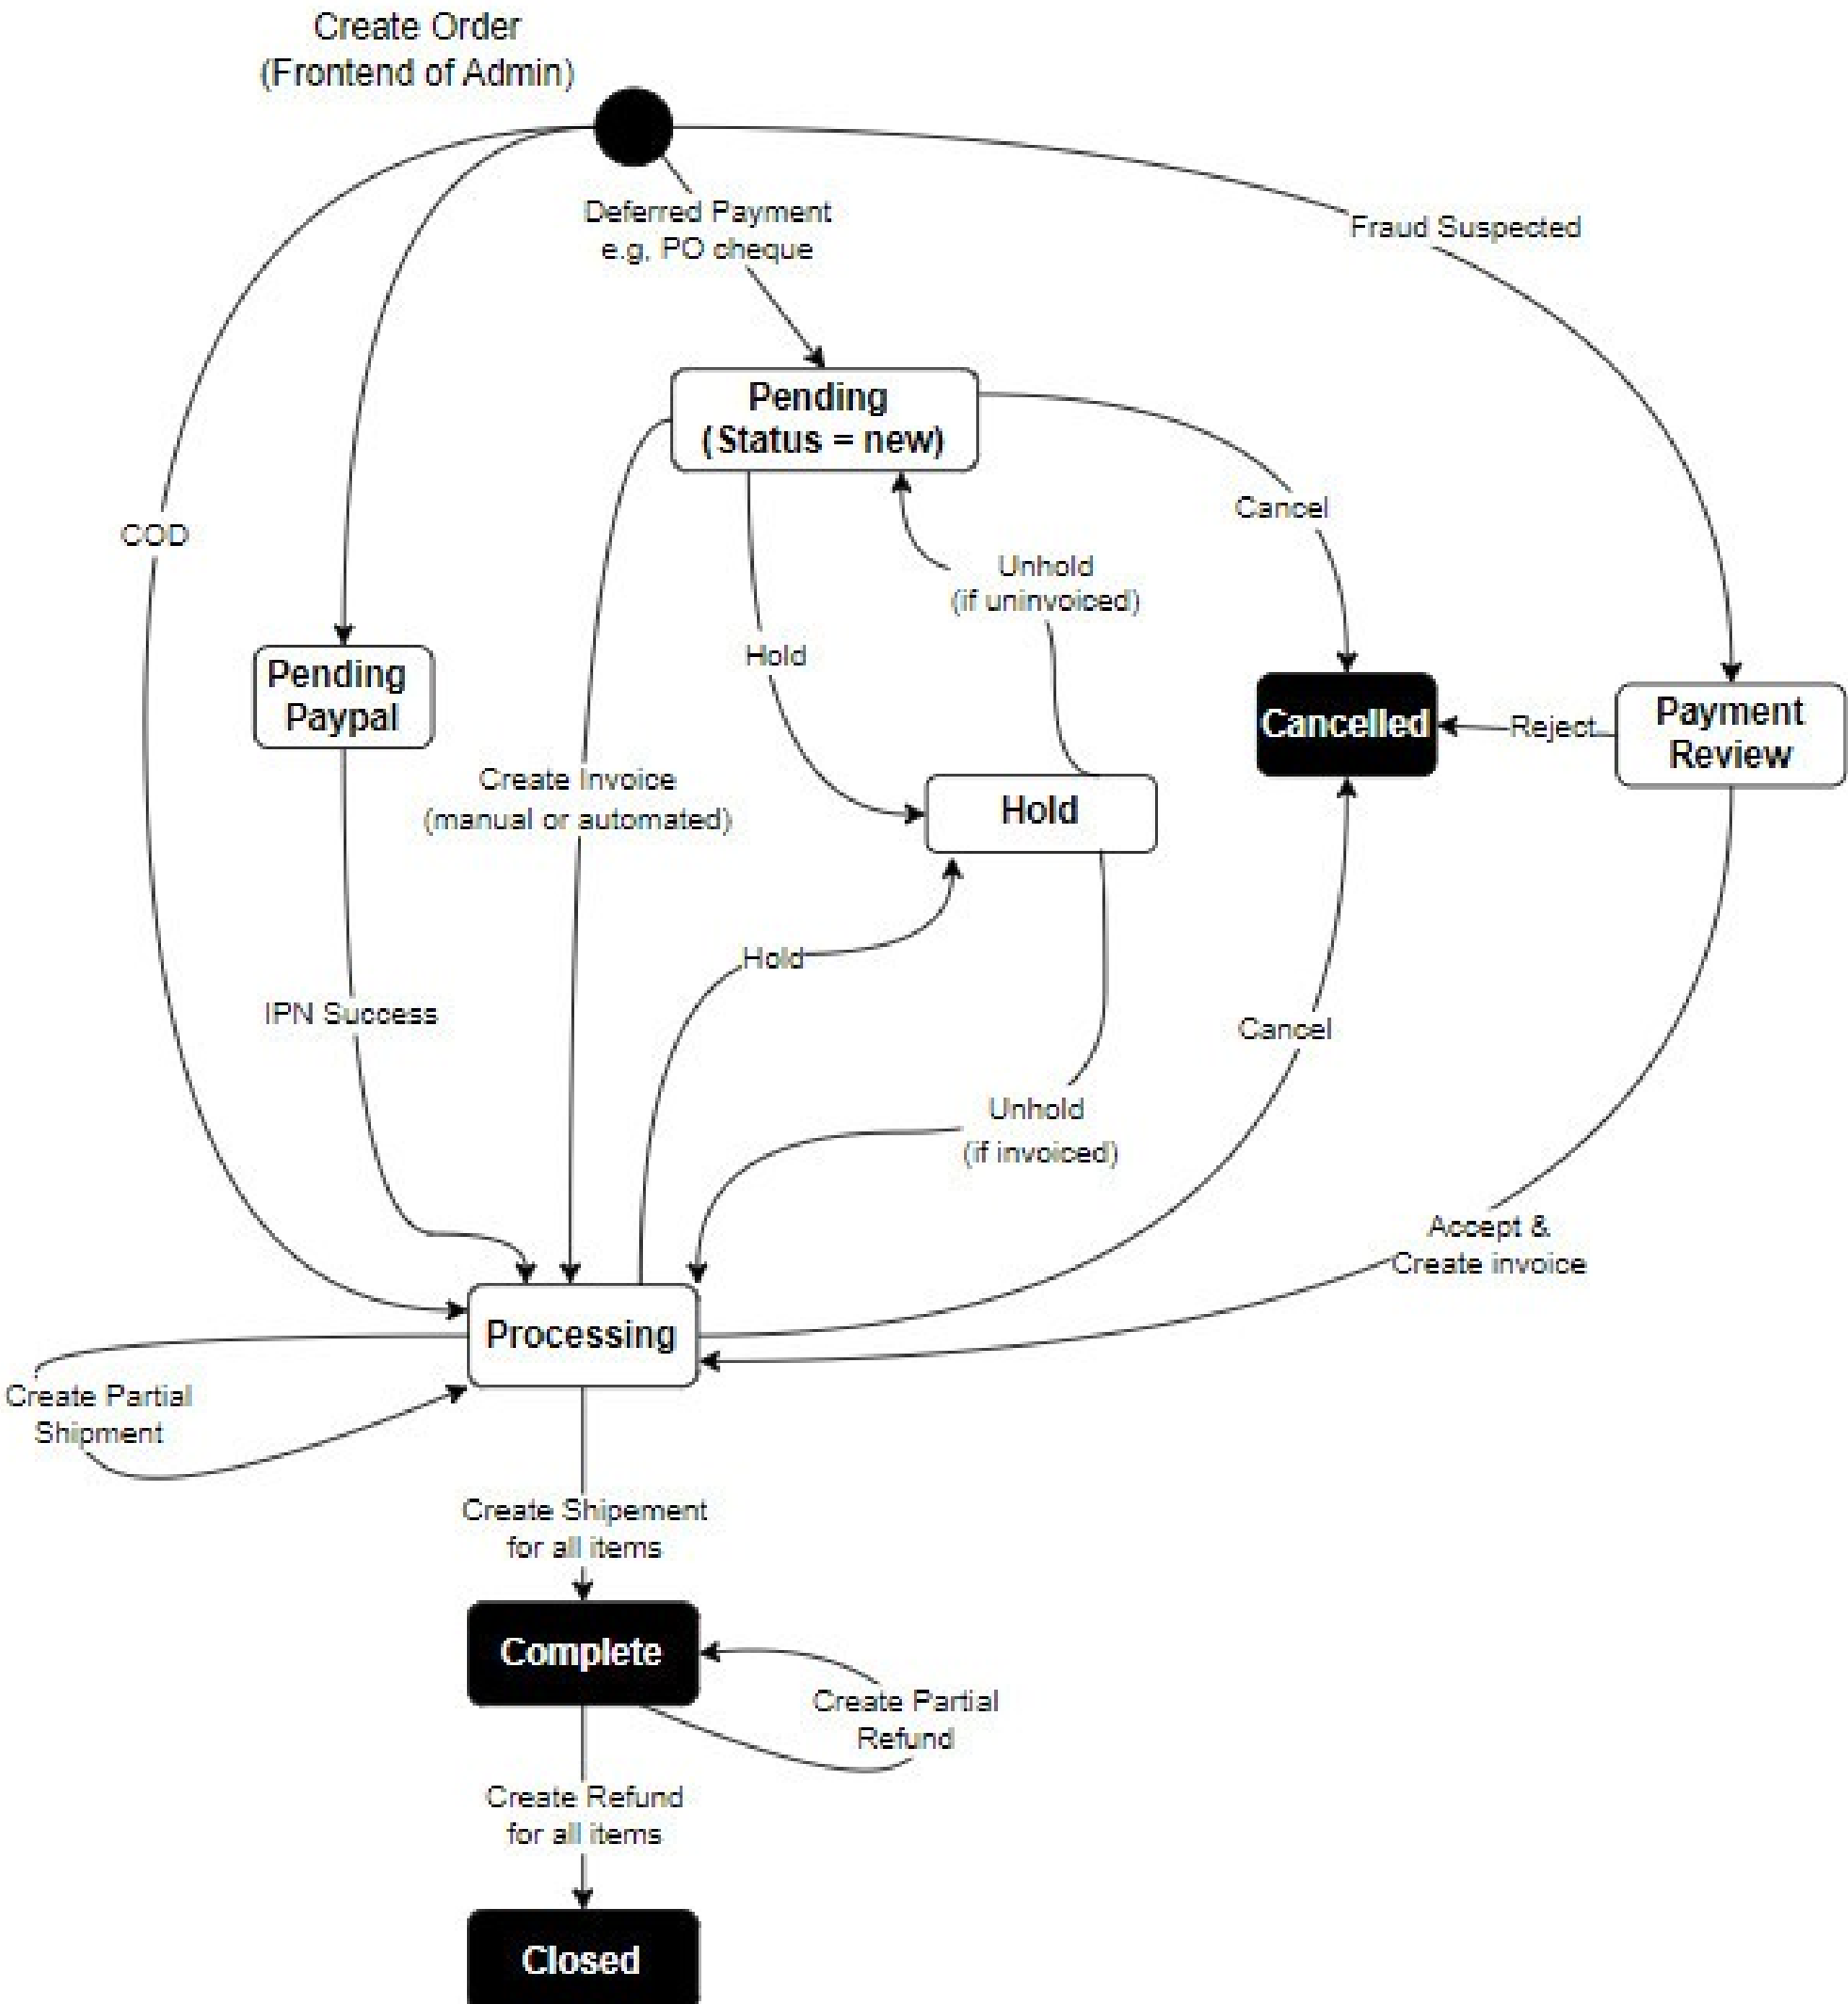 Create Order
(Frontend of Admin)
Deferred Payment
e.g, PO cheque
Fraud Suspected
Pending
(Status = new)
COD
Cancel
Unhold
(if uninvoiced)
Hold
Pending
Paypal
Cancelled
Reject
Payment
Review
Create Invoice
(manual or automated)
Hold
Hold
IPN Success
Cancel
Unhold
(if invoiced)
Accept &
Create invoice
Processing
Create Partial
Shipment
Create Shipement
for all items
Complete
Create Partial
Refund
Create Refund
for all items
Closed